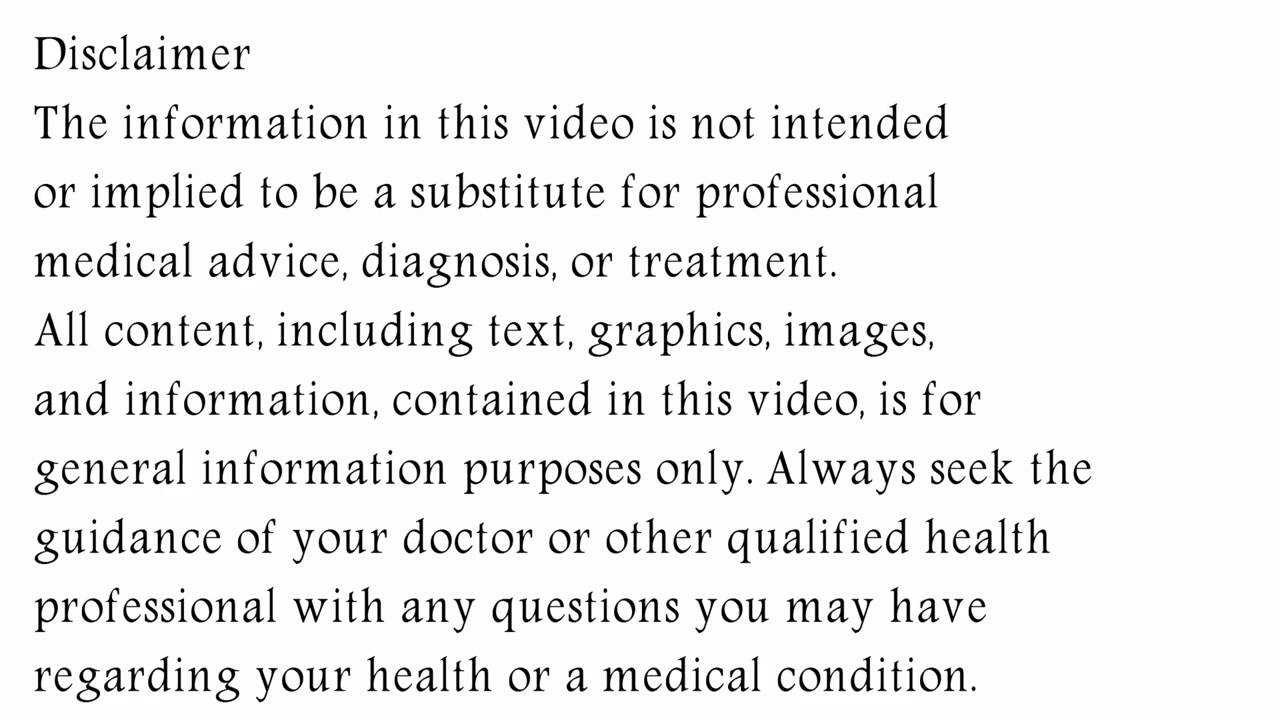 Disclaimer
The information in this video is not intended
or implied to be a substitute for professional
medical advice, diagnosis, or treatment.
All content, including text, graphics, images,
and information, contained in this video, is for
general information purposes only. Always seek the
guidance of your doctor or other qualified health
professional with any questions you may have
regarding your health or a medical condition.